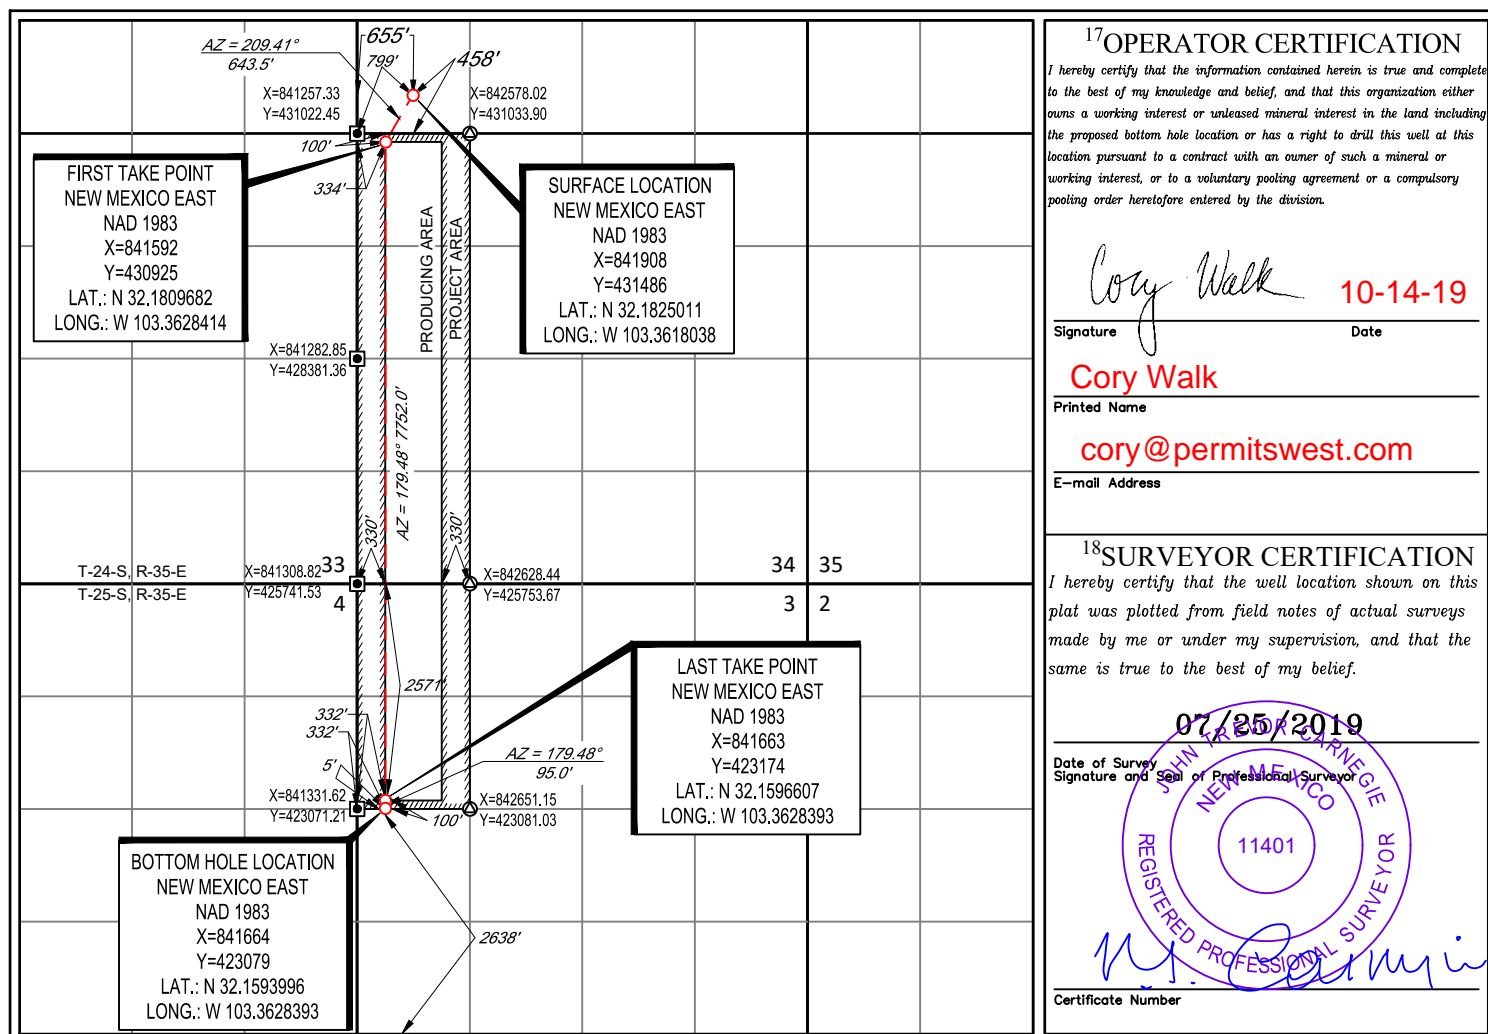 655'
AZ = 209.41°
643.5'
799'
458'
X=841257.33
Y=431022.45
X=842578.02
Y=431033.90
100'
334'
FIRST TAKE POINT
NEW MEXICO EAST
NAD 1983
X=841592
Y=430925
LAT.: N 32.1809682
LONG.: W 103.3628414
SURFACE LOCATION
NEW MEXICO EAST
NAD 1983
X=841908
Y=431486
LAT.: N 32.1825011
LONG.: W 103.3618038
PRODUCING AREA
PROJECT AREA
X=841282.85
Y=428381.36
AZ = 179.48° 7752.0'
330'
330'
T-24-S, R-35-E
T-25-S, R-35-E
X=841308.82
Y=425741.53
33
4
X=842628.44
Y=425753.67
34
35
3
2
2571'
LAST TAKE POINT
NEW MEXICO EAST
NAD 1983
X=841663
Y=423174
LAT.: N 32.1596607
LONG.: W 103.3628393
332'
332'
5'
AZ = 179.48°
95.0'
X=841331.62
Y=423071.21
100'
X=842651.15
Y=423081.03
BOTTOM HOLE LOCATION
NEW MEXICO EAST
NAD 1983
X=841664
Y=423079
LAT.: N 32.1593996
LONG.: W 103.3628393
2638'
17 OPERATOR CERTIFICATION
I hereby certify that the information contained herein is true and complete
to the best of my knowledge and belief, and that this organization either
owns a working interest or unleased mineral interest in the land including
the proposed bottom hole location or has a right to drill this well at this
location pursuant to a contract with an owner of such a mineral or
working interest, or to a voluntary pooling agreement or a compulsory
pooling order heretofore entered by the division.
Cory Walk
10-14-19
Signature
Date
Cory Walk
Printed Name
cory@permitswest.com
E-mail Address
18 SURVEYOR CERTIFICATION
I hereby certify that the well location shown on this
plat was plotted from field notes of actual surveys
made by me or under my supervision, and that the
same is true to the best of my belief.
07/25/2019
Date of Survey
Signature and Seal of Professional Surveyor
JOHN TREVOR CARNEGIE
NEW MEXICO
11401
REGISTERED PROFESSIONAL SURVEYOR
Certificate Number